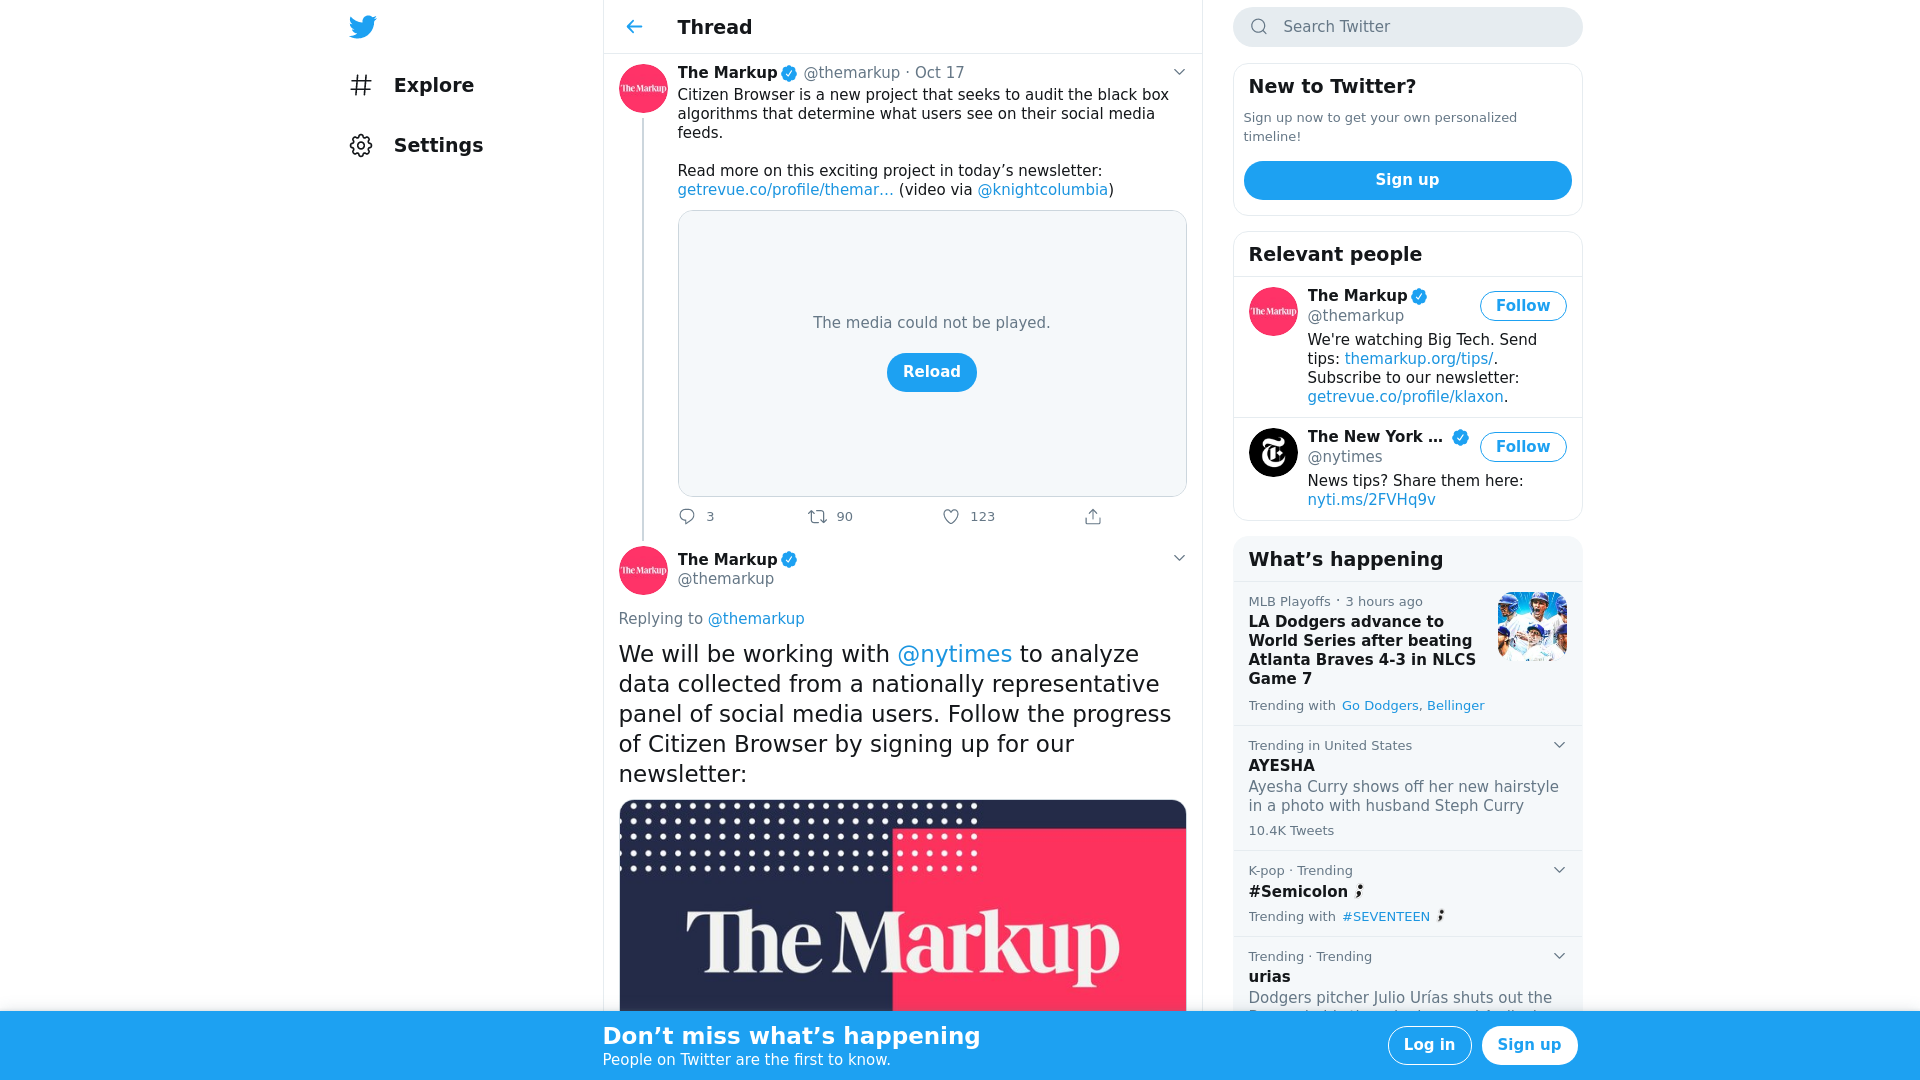 Explore
Settings
Thread
The Markup @themarkup · Oct 17
Citizen Browser is a new project that seeks to audit the black box
algorithms that determine what users see on their social media
feeds.
Read more on this exciting project in today’s newsletter:
getrevue.co/profile/themar… (video via @knightcolumbia)
The media could not be played.
Reload
3 90 123
The Markup
@themarkup
Replying to @themarkup
We will be working with @nytimes to analyze
data collected from a nationally representative
panel of social media users. Follow the progress
of Citizen Browser by signing up for our
newsletter:
The Markup
Search Twitter
New to Twitter?
Sign up now to get your own personalized
timeline!
Sign up
Relevant people
The Markup
@themarkup
Follow
We're watching Big Tech. Send
tips: themarkup.org/tips/.
Subscribe to our newsletter:
getrevue.co/profile/klaxon.
The New York …
@nytimes
Follow
News tips? Share them here:
nyti.ms/2FVHq9v
What’s happening
MLB Playoffs · 3 hours ago
LA Dodgers advance to
World Series after beating
Atlanta Braves 4-3 in NLCS
Game 7
Trending with Go Dodgers, Bellinger
Trending in United States
AYESHA
Ayesha Curry shows off her new hairstyle
in a photo with husband Steph Curry
10.4K Tweets
K-pop · Trending
#Semicolon
Trending with #SEVENTEEN
Trending · Trending
urias
Dodgers pitcher Julio Urías shuts out the
Don’t miss what’s happening
People on Twitter are the first to know.
Log in
Sign up